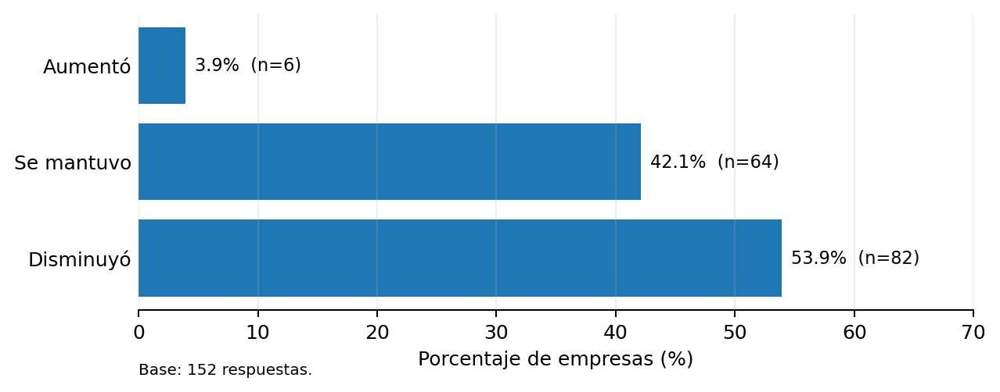 Aumentó 3.9%  (n=6)
Se mantuvo 42.1%  (n=64)
Disminuyó 53.9%  (n=82)
0 10 20 30 40 50 60 70
Porcentaje de empresas (%)
Base: 152 respuestas.